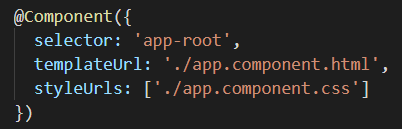 @Component({
  selector: 'app-root',
  templateUrl: './app.component.html',
  styleUrls: ['./app.component.css']
})